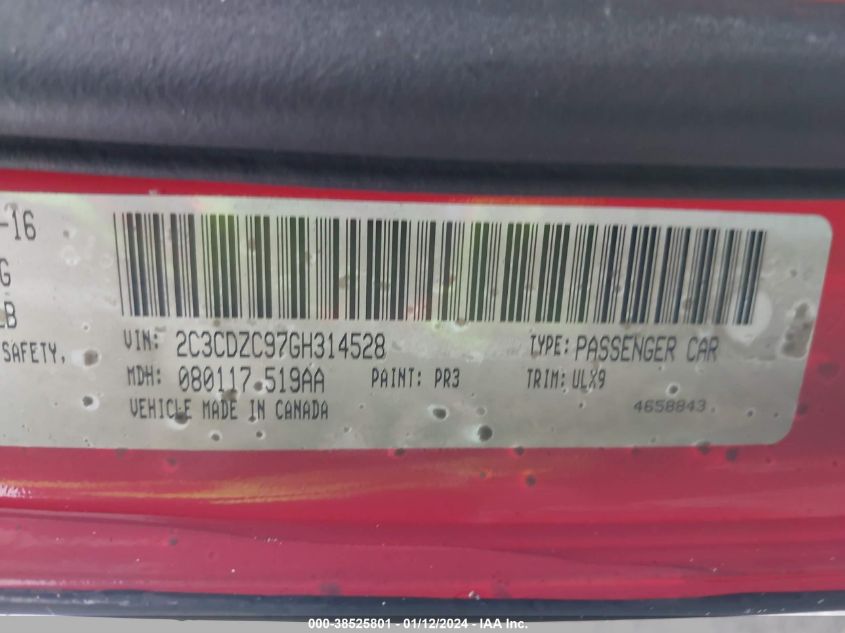 -16
G
LB
SAFETY,
VIN: 2C3CDZC97GH314528 TYPE: PASSENGER CAR
MDH: 080117 519AA PAINT: PR3 TRIM: ULX9
VEHICLE MADE IN CANADA 4658843
000-38525801 - 01/12/2024 - IAA Inc.